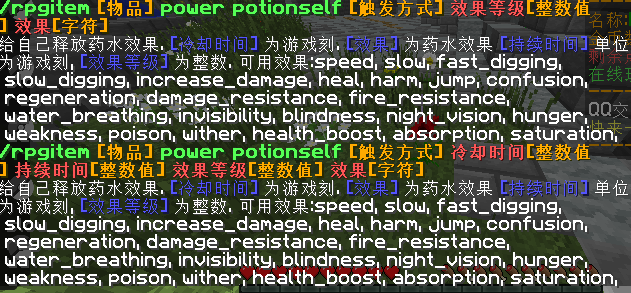 /rpgitem [物品] power potionself [触发方式] 效果等级[整数值
] 效果[字符]
给自己释放药水效果. [冷却时间] 为游戏刻. [效果] 为药水效果 [持续时间] 单位
为游戏刻, [效果等级] 为整数. 可用效果:speed, slow, fast_digging,
slow_digging, increase_damage, heal, harm, jump, confusion,
regeneration, damage_resistance, fire_resistance,
water_breathing, invisibility, blindness, night_vision, hunger,
weakness, poison, wither, health_boost, absorption, saturation,
/rpgitem [物品] power potionself [触发方式] 冷却时间[整数值
] 持续时间[整数值] 效果等级[整数值] 效果[字符]
给自己释放药水效果. [冷却时间] 为游戏刻. [效果] 为药水效果 [持续时间] 单位
为游戏刻, [效果等级] 为整数. 可用效果:speed, slow, fast_digging,
slow_digging, increase_damage, heal, harm, jump, confusion,
regeneration, damage_resistance, fire_resistance,
water_breathing, invisibility, blindness, night_vision, hunger,
weakness, poison, wither, health_boost, absorption, saturation,
名称:
在线
QQ交